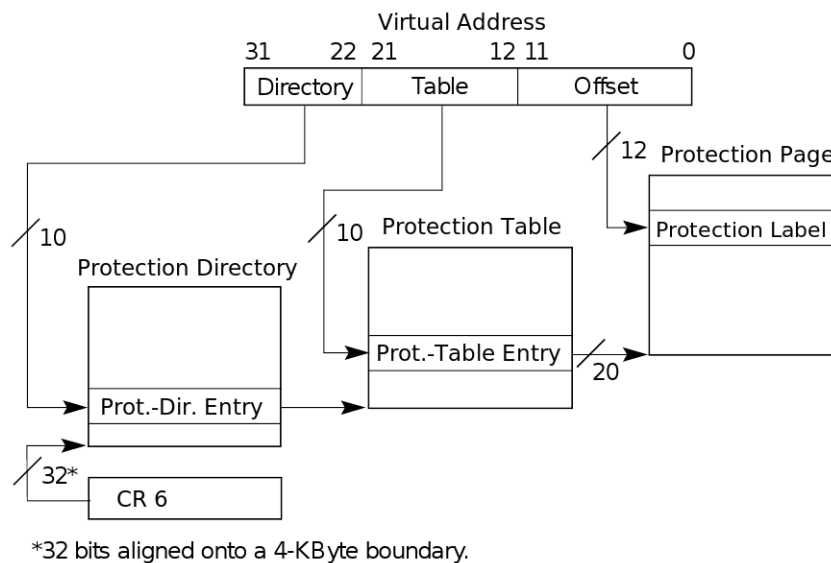 Virtual Address
31 22 21 12 11 0
Directory Table Offset
12
Protection Page
10
10
Protection Table
Protection Label
Protection Directory
Prot.-Table Entry
20
Prot.-Dir. Entry
32*
CR 6
*32 bits aligned onto a 4-KByte boundary.